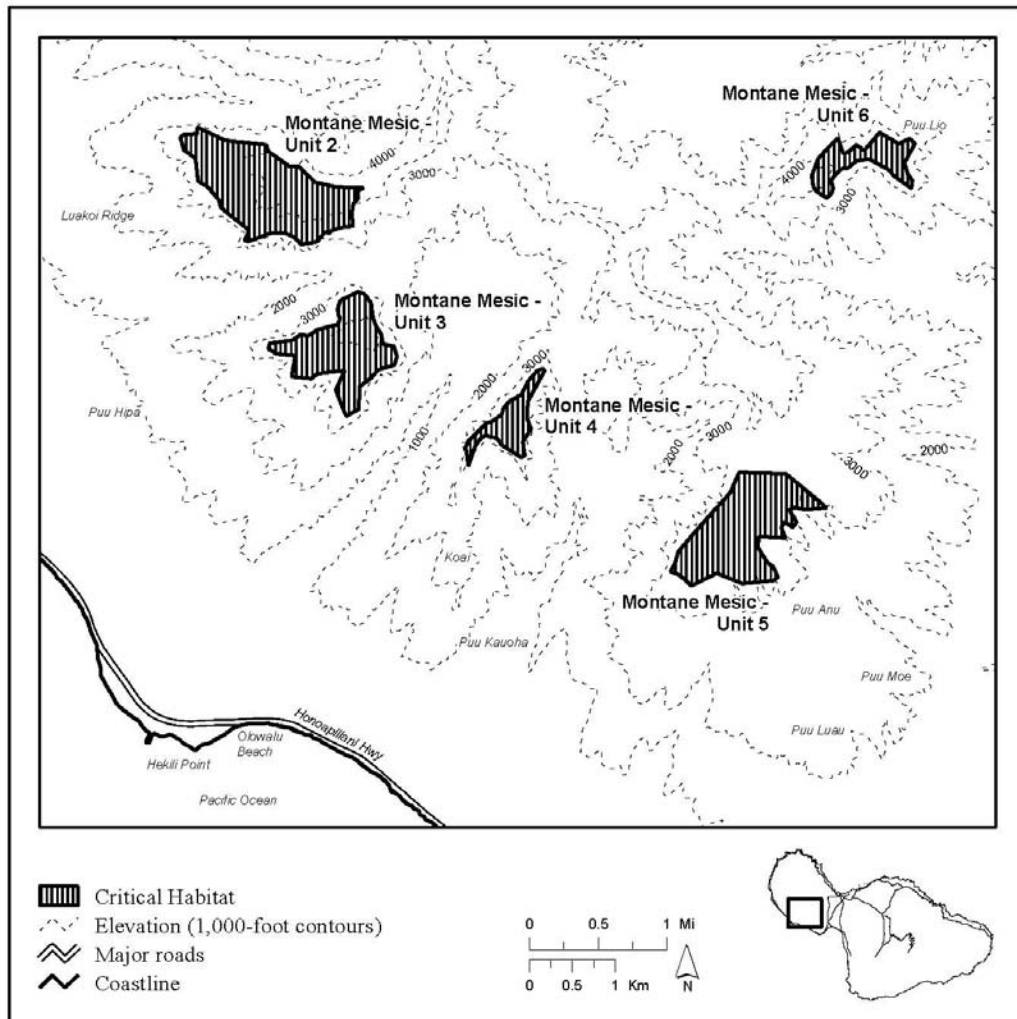 Montane Mesic -
Unit 2
Montane Mesic -
Unit 6
Puu Lio
4000
3000
4000
3000
Luakoi Ridge
2000
3000
Montane Mesic -
Unit 3
Puu Hipa
3000
2000
1000
Montane Mesic -
Unit 4
2000
3000
3000
2000
Koai
Montane Mesic -
Unit 5
Puu Anu
Puu Kauoha
Puu Moe
Puu Luau
Honoapiilani Hwy
Olowalu
Beach
Hekili Point
Pacific Ocean
Critical Habitat
Elevation (1,000-foot contours)
Major roads
Coastline
0 0.5 1 Mi
0 0.5 1 Km
N